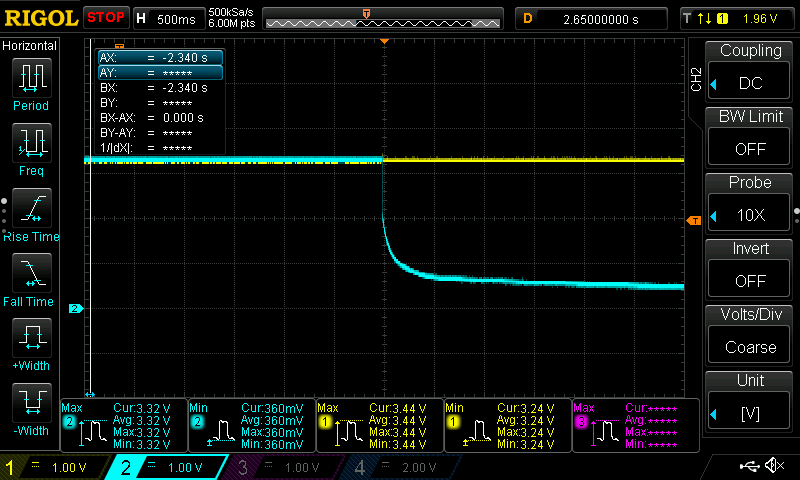 RIGOL STOP H 500ms 500kSa/s 6.00M pts T D 2.65000000 s T 1 1.96 V
Horizontal
Period
Freq
Rise Time
Fall Time
+Width
-Width
AX: = -2.340 s
AY: = *****
BX: = -2.340 s
BY: = *****
BX-AX: = 0.000 s
BY-AY: = *****
1/|dX|: = *****
T
2
CH2
Coupling
DC
BW Limit
OFF
Probe
10X
Invert
OFF
Volts/Div
Coarse
Unit
[V]
Max
2
Cur:3.32 V
Avg: 3.32 V
Max:3.32 V
Min: 3.32 V
Min
2
Cur:360mV
Avg: 360mV
Max:360mV
Min: 360mV
Max
1
Cur:3.44 V
Avg: 3.44 V
Max:3.44 V
Min: 3.44 V
Min
1
Cur:3.24 V
Avg: 3.24 V
Max:3.24 V
Min: 3.24 V
Max
3
Cur:*****
Avg: *****
Max:*****
Min: *****
1 = 1.00 V
2 = 1.00 V
3 = 1.00 V
4 = 2.00 V